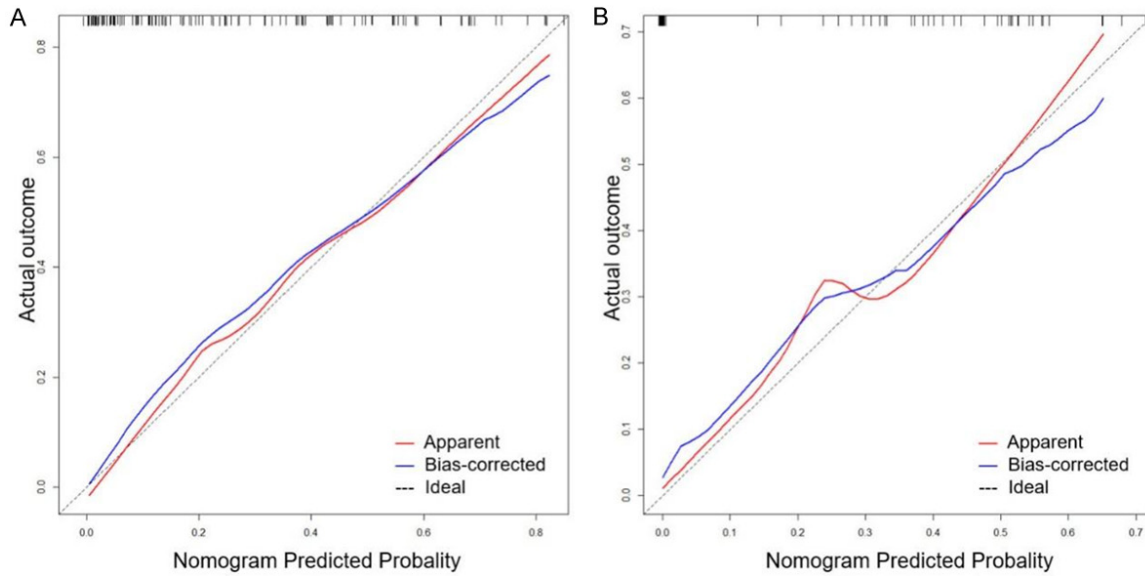 A
B
0.8
0.6
0.4
0.2
0.0
Actual outcome
0.0 0.2 0.4 0.6 0.8
Nomogram Predicted Probality
Apparent
Bias-corrected
Ideal
0.7
0.6
0.5
0.4
0.3
0.2
0.1
0.0
Actual outcome
0.0 0.1 0.2 0.3 0.4 0.5 0.6 0.7
Nomogram Predicted Probality
Apparent
Bias-corrected
Ideal